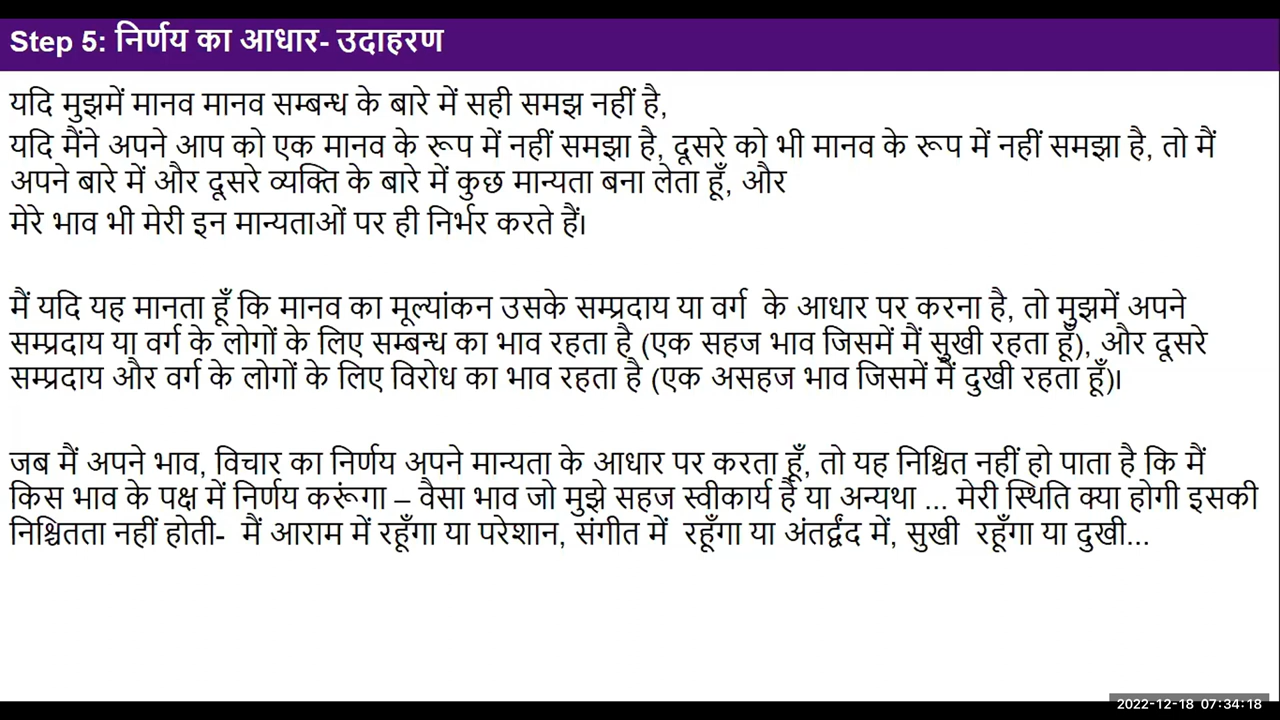 Step 5: निर्णय का आधार- उदाहरण
यदि मुझमें मानव मानव सम्बन्ध के बारे में सही समझ नहीं है,
यदि मैंने अपने आप को एक मानव के रूप में नहीं समझा है, दूसरे को भी मानव के रूप में नहीं समझा है, तो मैं
अपने बारे में और दूसरे व्यक्ति के बारे में कुछ मान्यता बना लेता हूँ, और
मेरे भाव भी मेरी इन मान्यताओं पर ही निर्भर करते हैं।
मैं यदि यह मानता हूँ कि मानव का मूल्यांकन उसके सम्प्रदाय या वर्ग के आधार पर करना है, तो मुझमें अपने
सम्प्रदाय या वर्ग के लोगों के लिए सम्बन्ध का भाव रहता है (एक सहज भाव जिसमें मैं सुखी रहता हूँ), और दूसरे
सम्प्रदाय और वर्ग के लोगों के लिए विरोध का भाव रहता है (एक असहज भाव जिसमें मैं दुखी रहता हूँ)।
जब मैं अपने भाव, विचार का निर्णय अपने मान्यता के आधार पर करता हूँ, तो यह निश्चित नहीं हो पाता है कि मैं
किस भाव के पक्ष में निर्णय करूंगा – वैसा भाव जो मुझे सहज स्वीकार्य है या अन्यथा ... मेरी स्थिति क्या होगी इसकी
निश्चितता नहीं होती- मैं आराम में रहूँगा या परेशान, संगीत में रहूँगा या अंतर्द्वंद में, सुखी रहूँगा या दुखी...
2022-12-18 07:34:18